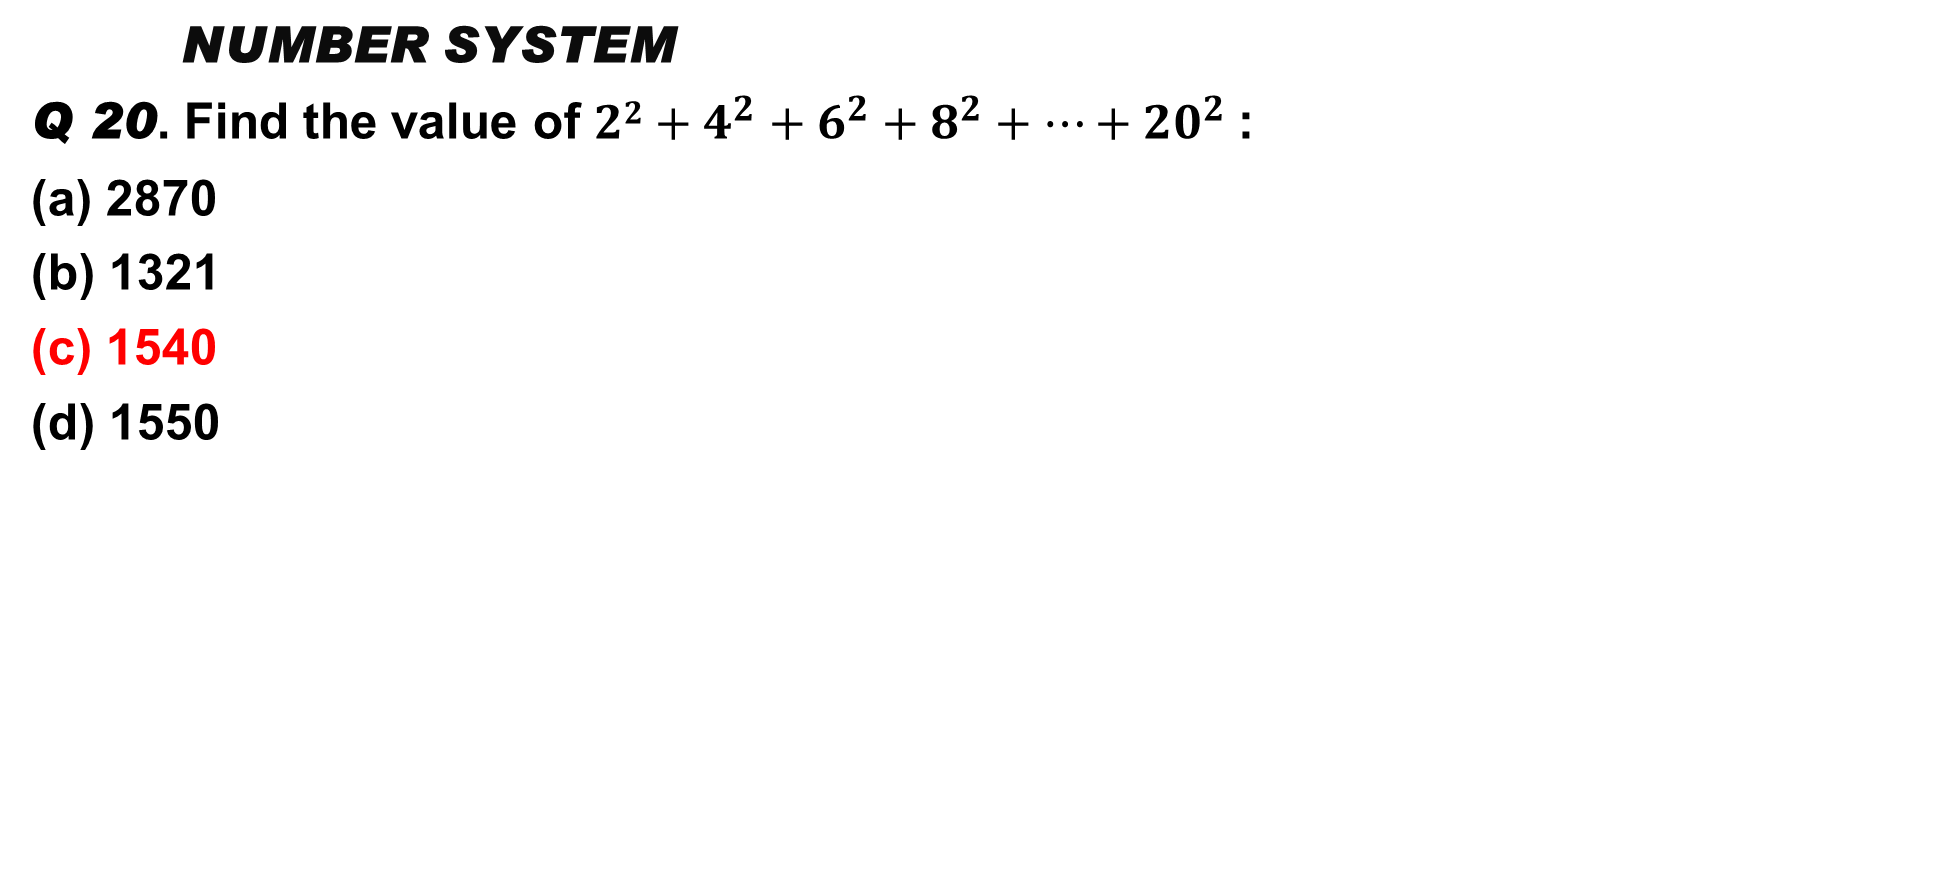 NUMBER SYSTEM
Q 20. Find the value of 2² + 4² + 6² + 8² + ⋯ + 20² :
(a) 2870
(b) 1321
(c) 1540
(d) 1550